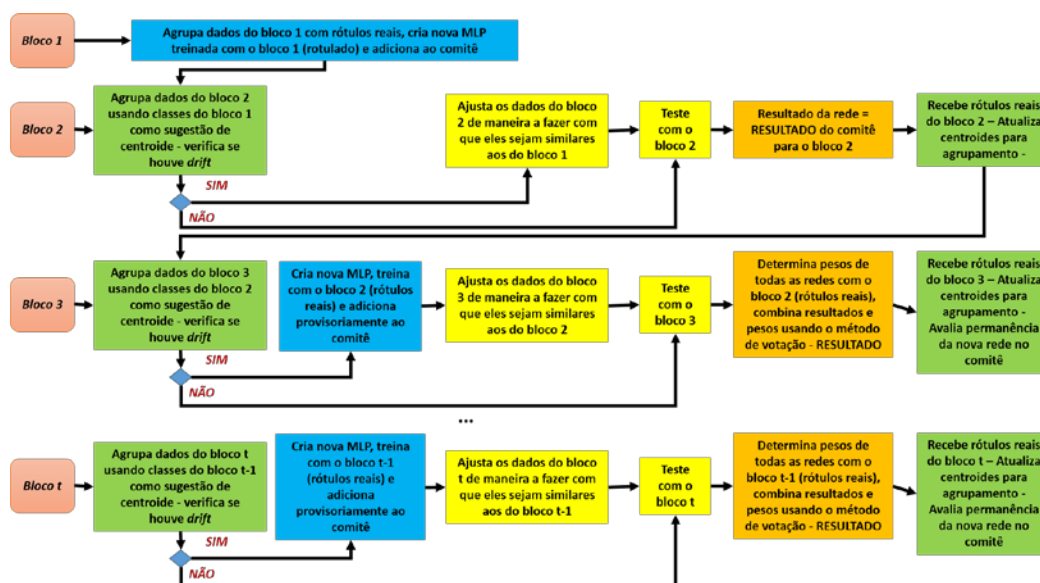 Bloco 1
Agrupa dados do bloco 1 com rótulos reais, cria nova MLP
treinada com o bloco 1 (rotulado) e adiciona ao comitê
Bloco 2
Agrupa dados do bloco 2
usando classes do bloco 1
como sugestão de
centroide - verifica se
houve drift
Ajusta os dados do bloco
2 de maneira a fazer com
que eles sejam similares
aos do bloco 1
Teste
com o
bloco 2
Resultado da rede =
RESULTADO do comitê
para o bloco 2
Recebe rótulos reais
do bloco 2 – Atualiza
centroides para
agrupamento -
SIM
NÃO
Bloco 3
Agrupa dados do bloco 3
usando classes do bloco 2
como sugestão de
centroide - verifica se
houve drift
Cria nova MLP, treina
com o bloco 2 (rótulos
reais) e adiciona
provisoriamente ao
comitê
Ajusta os dados do bloco
3 de maneira a fazer com
que eles sejam similares
aos do bloco 2
Teste
com o
bloco 3
Determina pesos de
todas as redes com o
bloco 2 (rótulos reais),
combina resultados e
pesos usando o método
de votação - RESULTADO
Recebe rótulos reais
do bloco 3 – Atualiza
centroides para
agrupamento -
Avalia permanência
da nova rede no
comitê
SIM
NÃO
...
Bloco t
Agrupa dados do bloco t
usando classes do bloco t-1
como sugestão de
centroide - verifica se
houve drift
Cria nova MLP, treina
com o bloco t-1
(rótulos reais) e
adiciona
provisoriamente ao
comitê
Ajusta os dados do bloco
t de maneira a fazer com
que eles sejam similares
aos do bloco t-1
Teste
com o
bloco t
Determina pesos de
todas as redes com o
bloco t-1 (rótulos reais),
combina resultados e
pesos usando o método
de votação - RESULTADO
Recebe rótulos reais
do bloco t – Atualiza
centroides para
agrupamento -
Avalia permanência
da nova rede no
comitê
SIM
NÃO